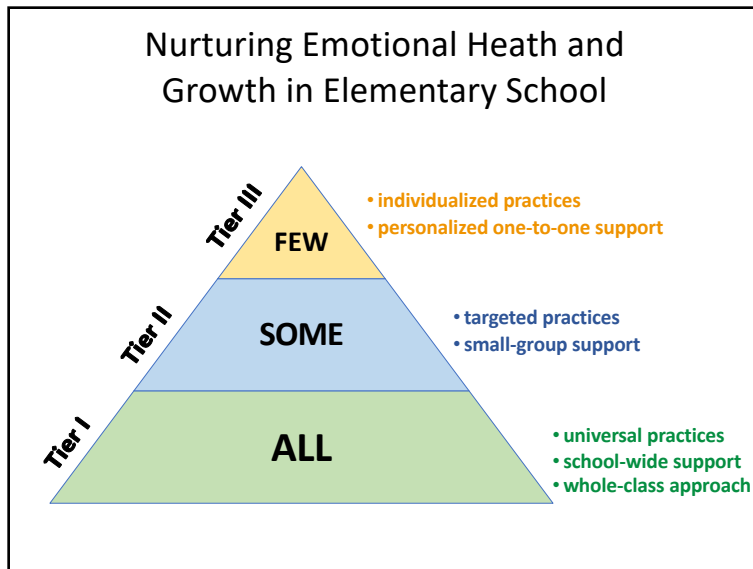 Nurturing Emotional Heath and
Growth in Elementary School
Tier III
FEW
• individualized practices
• personalized one-to-one support
Tier II
SOME
• targeted practices
• small-group support
Tier I
ALL
• universal practices
• school-wide support
• whole-class approach